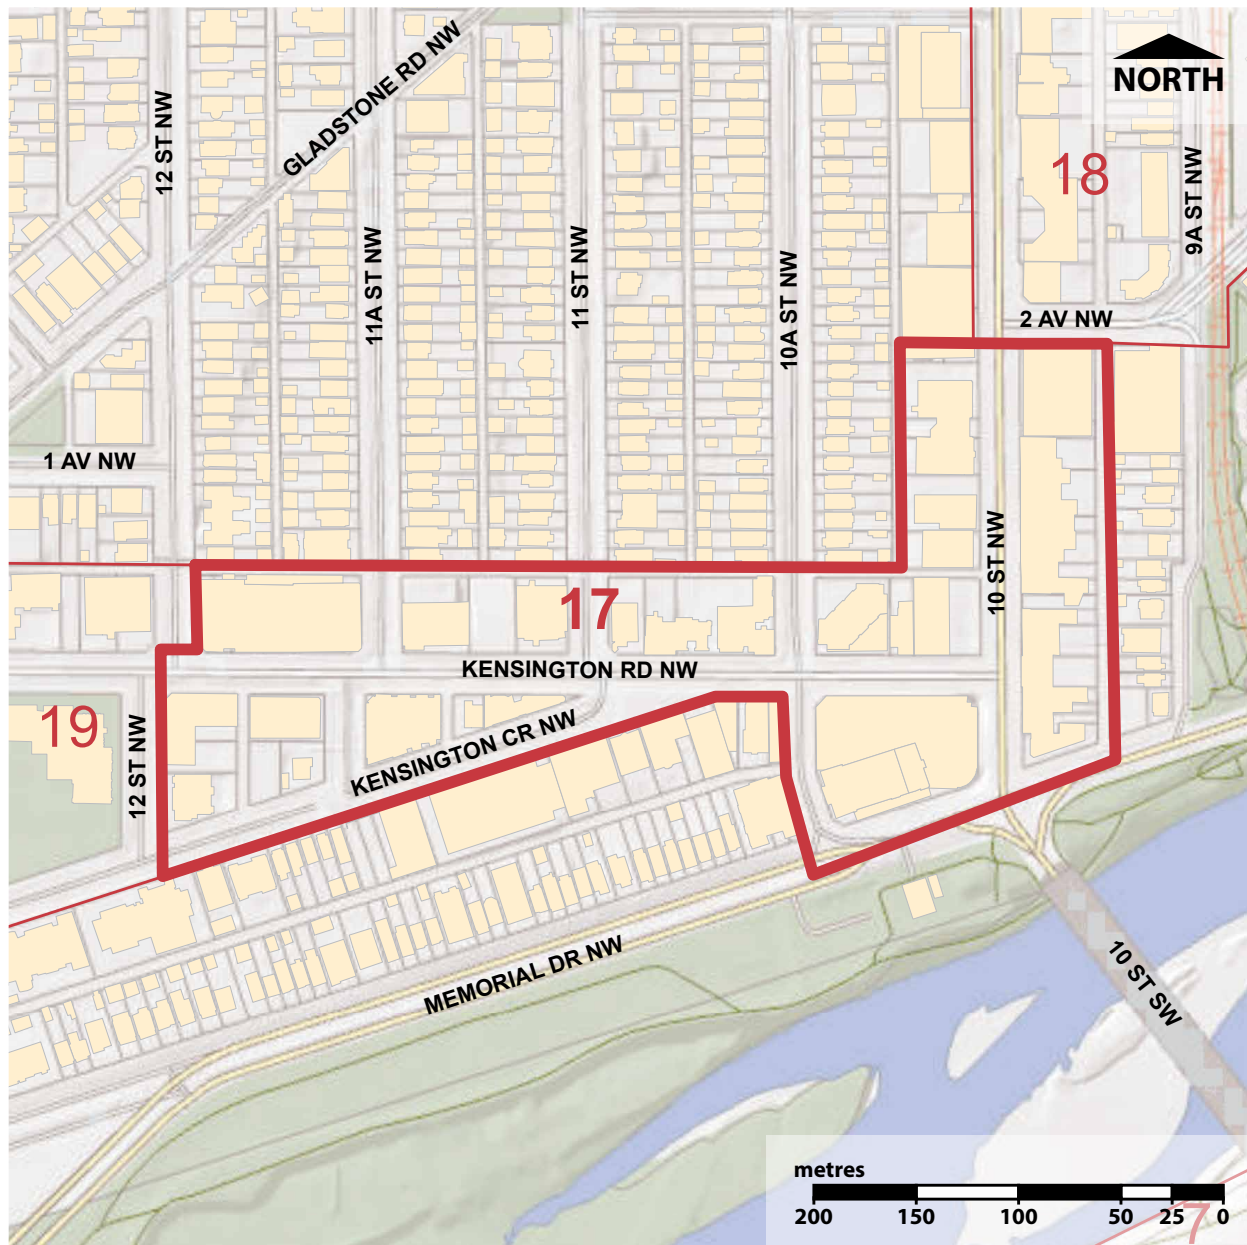 GLADSTONE RD NW
NORTH
12 ST NW
18
9A ST NW
11A ST NW
11 ST NW
10A ST NW
2 AV NW
1 AV NW
10 ST NW
17
KENSINGTON RD NW
19
12 ST NW
KENSINGTON CR NW
MEMORIAL DR NW
10 ST SW
metres
200 150 100 50 25 0
7